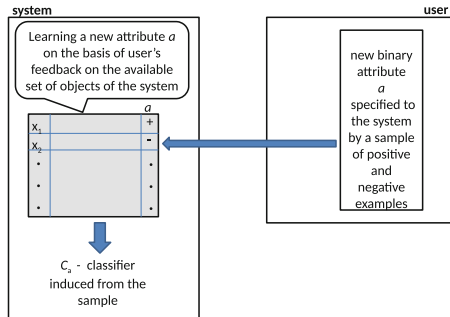 system
user
Learning a new attribute a
on the basis of user's
feedback on the available
set of objects of the system
a
x1 +
x2 -
. .
. .
. .
Ca - classifier
induced from the
sample
new binary
attribute
a
specified to
the system
by a sample
of positive
and
negative
examples